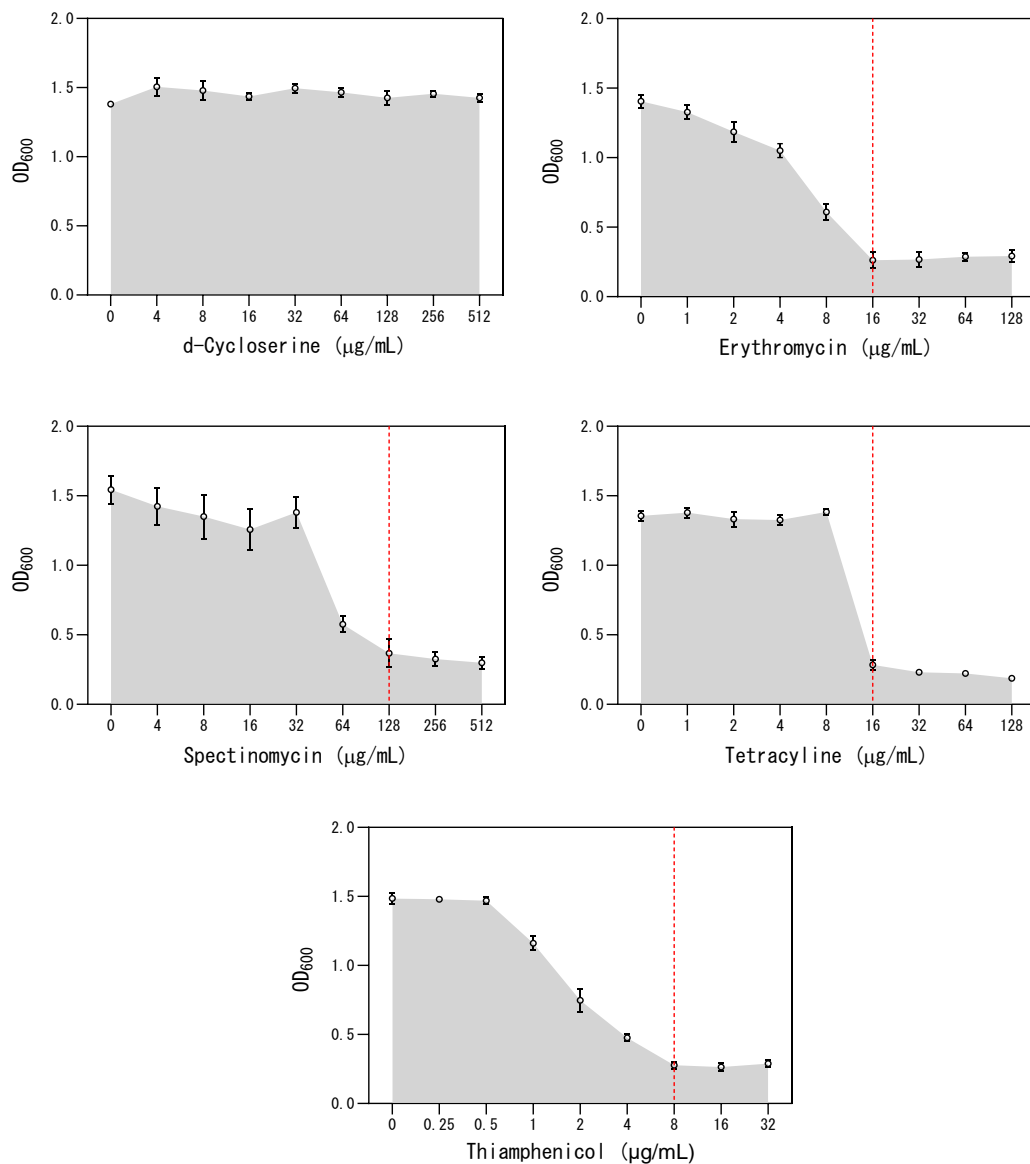 2.0
1.5
1.0
0.5
0.0
OD600
0 4 8 16 32 64 128 256 512
d-Cycloserine (μg/mL)
2.0
1.5
1.0
0.5
0.0
OD600
0 1 2 4 8 16 32 64 128
Erythromycin (μg/mL)
2.0
1.5
1.0
0.5
0.0
OD600
0 4 8 16 32 64 128 256 512
Spectinomycin (μg/mL)
2.0
1.5
1.0
0.5
0.0
OD600
0 1 2 4 8 16 32 64 128
Tetracyline (μg/mL)
2.0
1.5
1.0
0.5
0.0
OD600
0 0.25 0.5 1 2 4 8 16 32
Thiamphenicol (μg/mL)